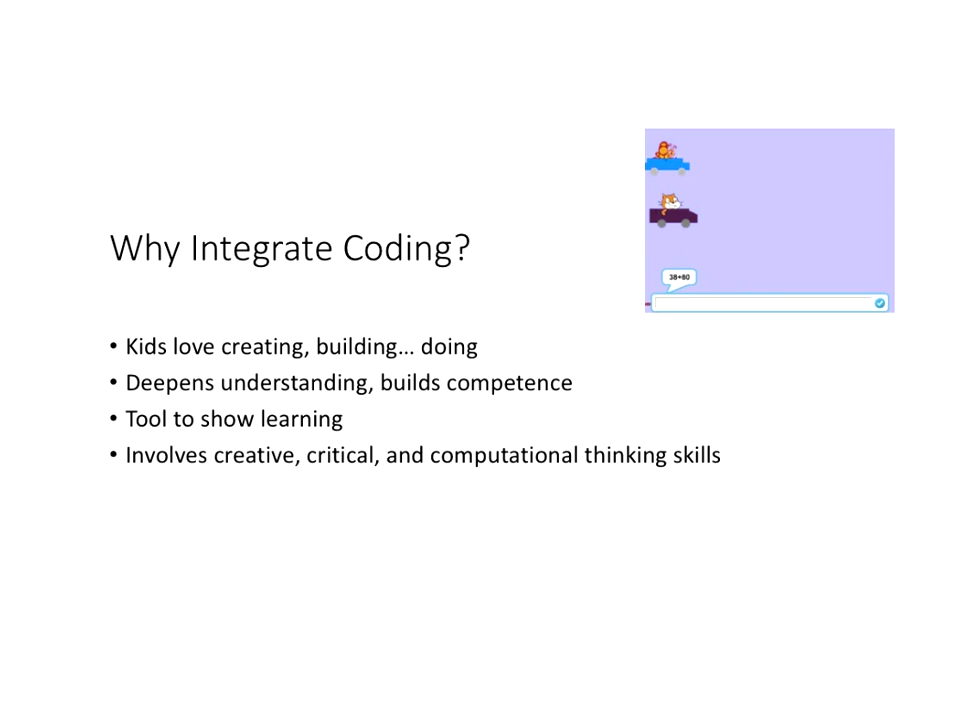 38+80
Why Integrate Coding?
• Kids love creating, building... doing
• Deepens understanding, builds competence
• Tool to show learning
• Involves creative, critical, and computational thinking skills